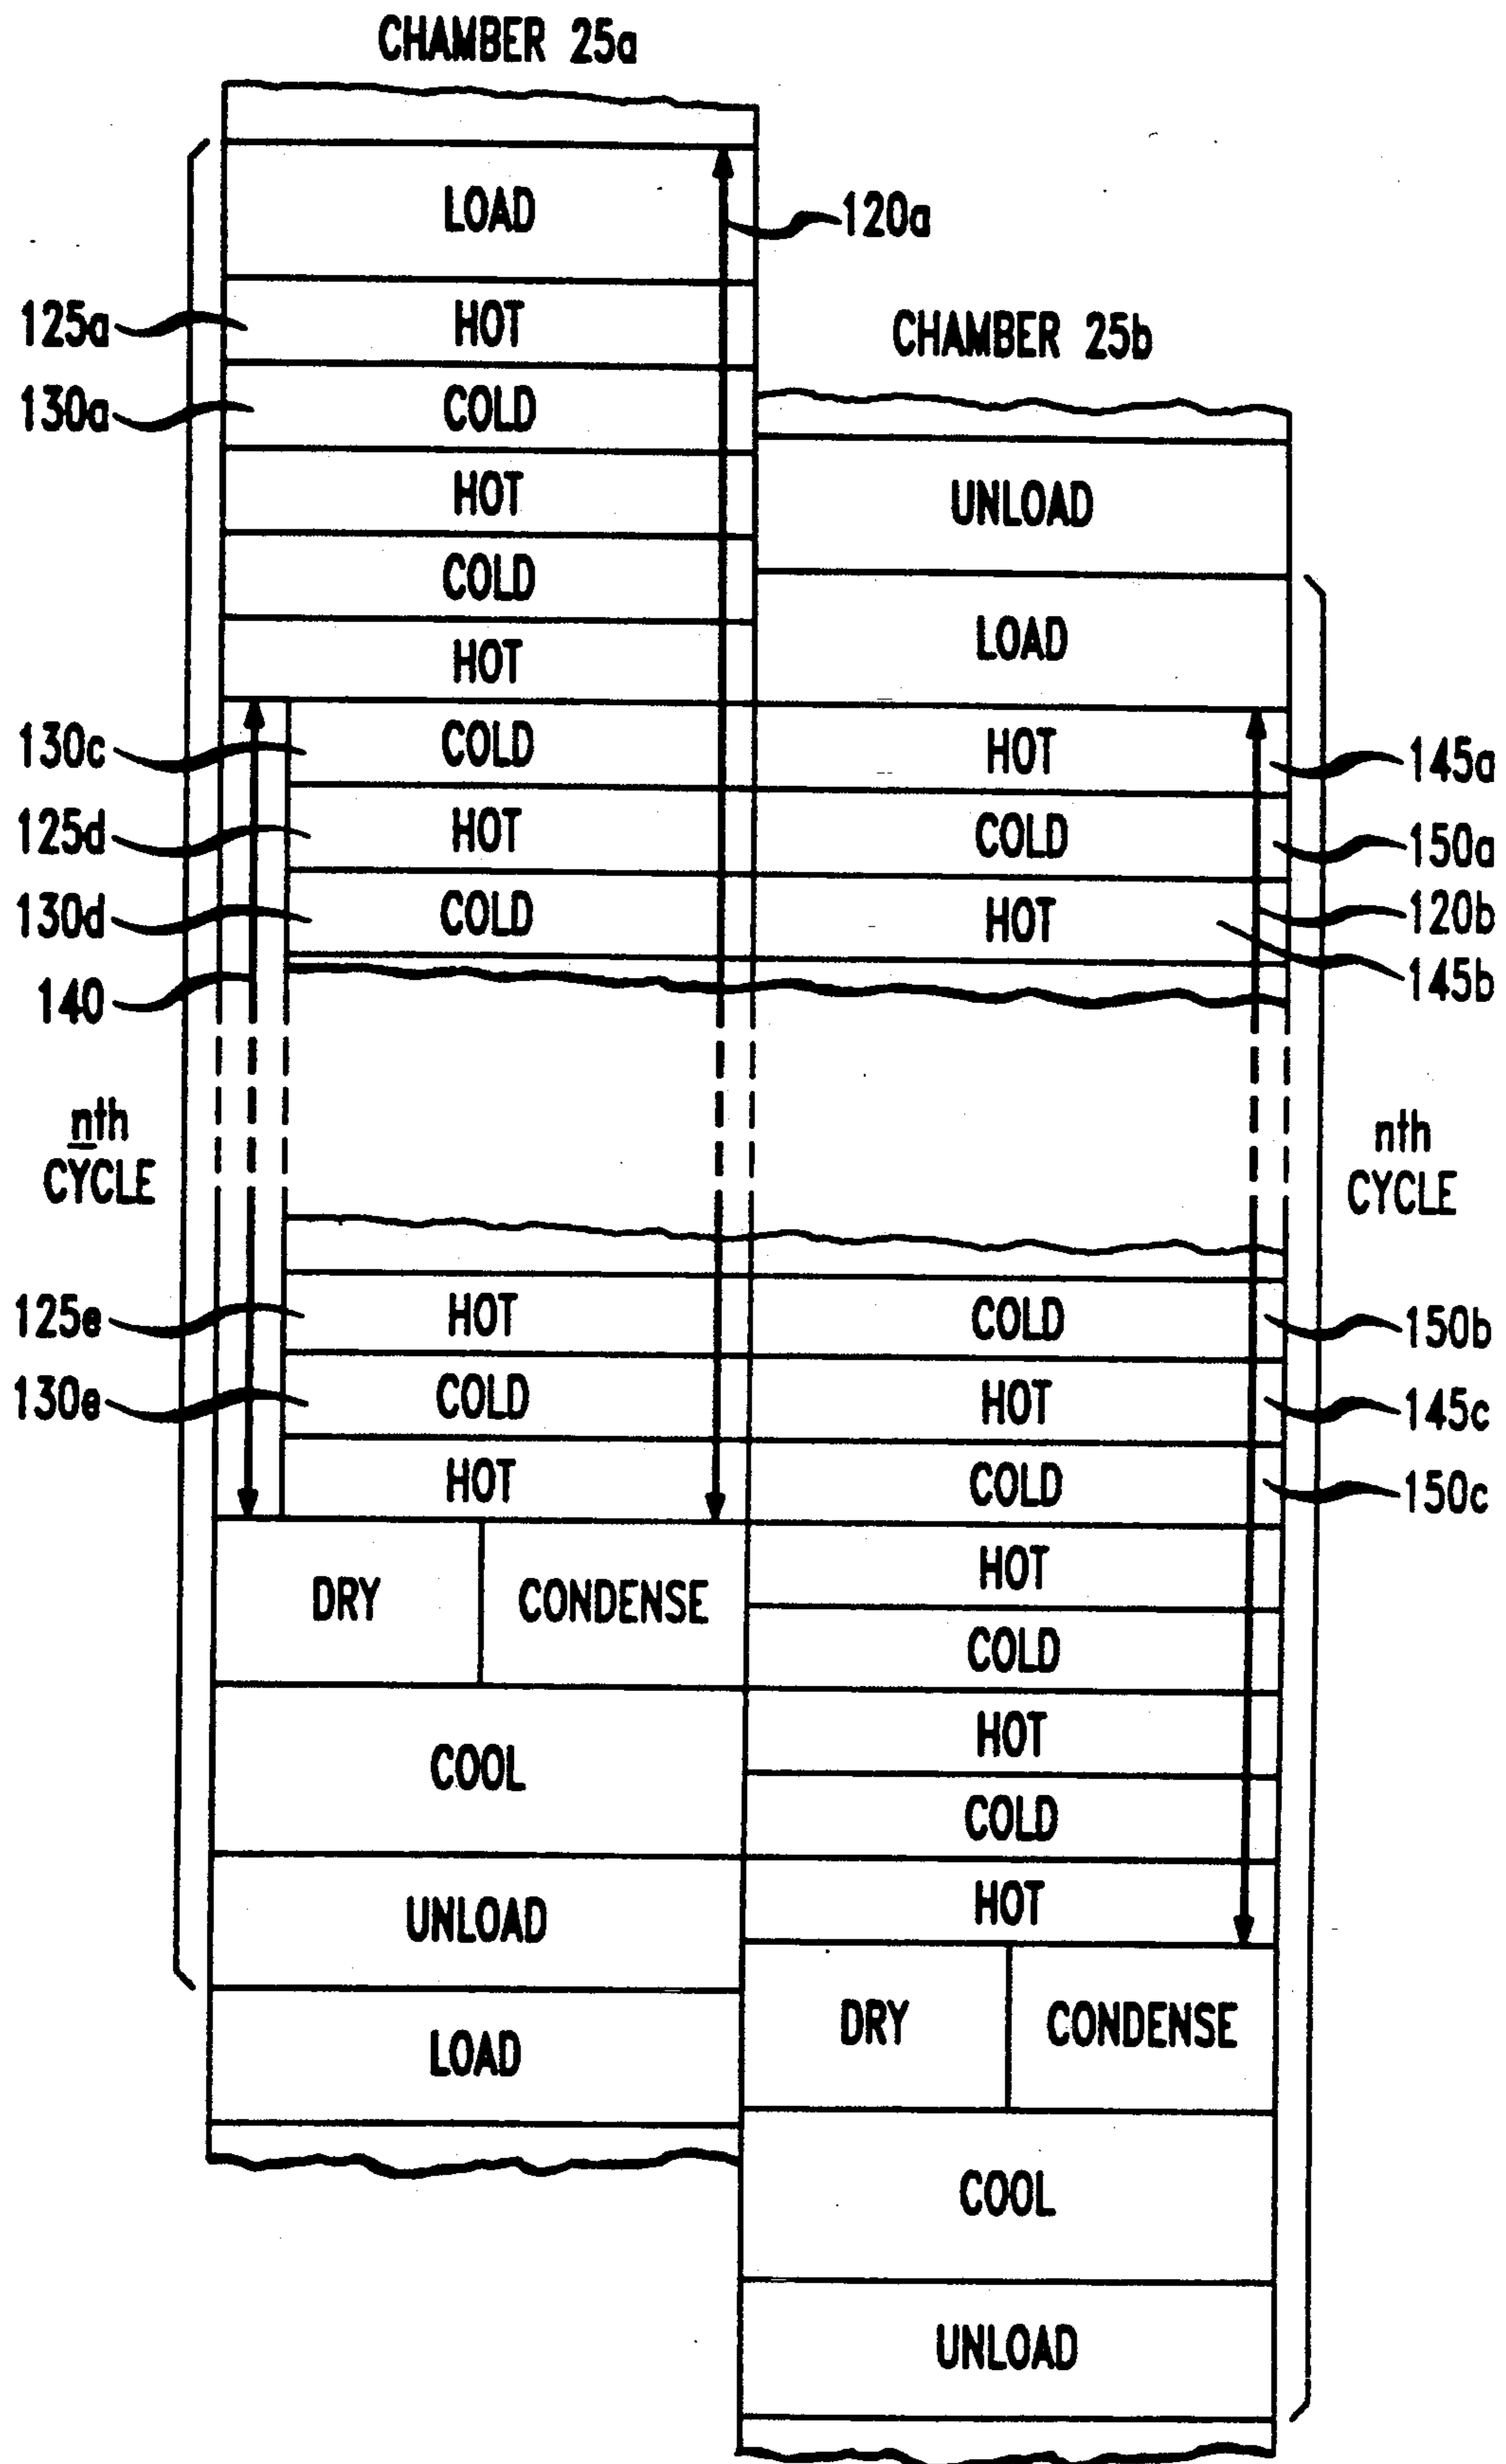 CHAMBER 25a
LOAD
120a
125a
HOT
CHAMBER 25b
130a
COLD
HOT
UNLOAD
COLD
LOAD
HOT
130c
COLD
HOT
145a
125d
HOT
COLD
150a
130d
COLD
HOT
120b
140
145b
nth
CYCLE
nth
CYCLE
125e
HOT
COLD
150b
130e
COLD
HOT
145c
HOT
COLD
150c
DRY
CONDENSE
HOT
COLD
COOL
HOT
COLD
UNLOAD
HOT
LOAD
DRY
CONDENSE
COOL
UNLOAD